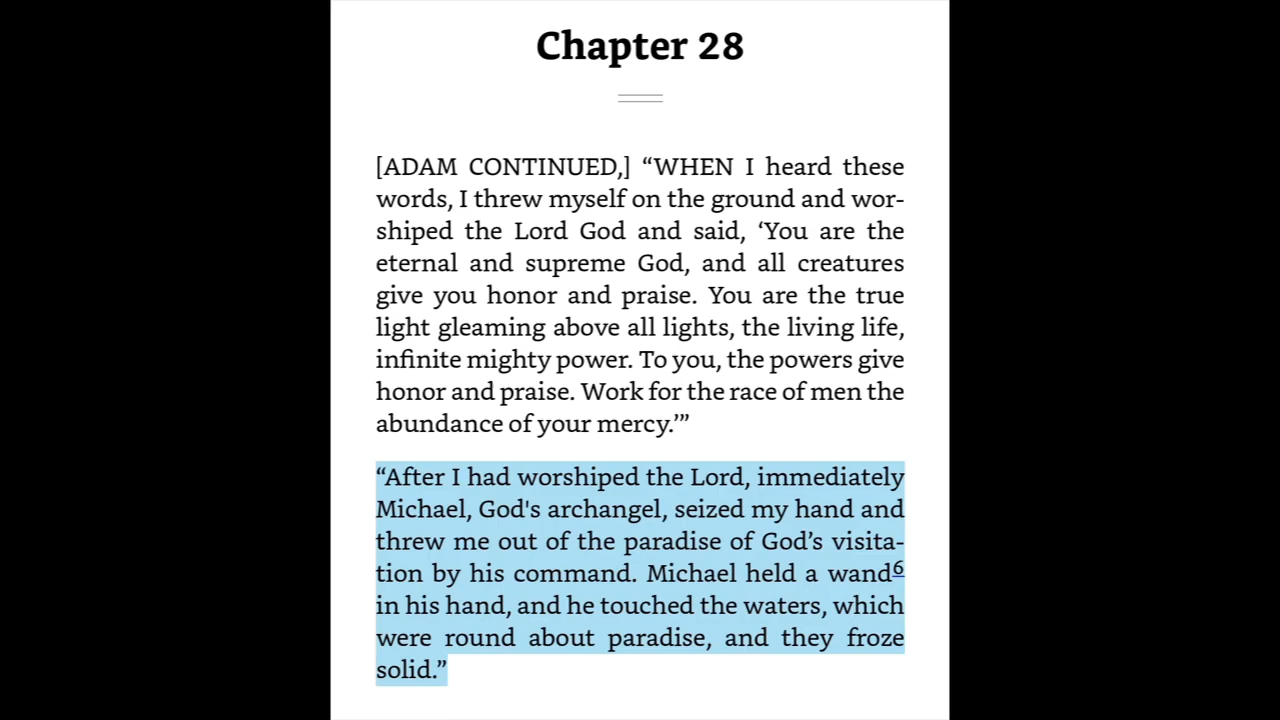 Chapter 28
[ADAM CONTINUED,] “WHEN I heard these
words, I threw myself on the ground and wor-
shiped the Lord God and said, ‘You are the
eternal and supreme God, and all creatures
give you honor and praise. You are the true
light gleaming above all lights, the living life,
infinite mighty power. To you, the powers give
honor and praise. Work for the race of men the
abundance of your mercy.’”
“After I had worshiped the Lord, immediately
Michael, God's archangel, seized my hand and
threw me out of the paradise of God’s visita-
tion by his command. Michael held a wand6
in his hand, and he touched the waters, which
were round about paradise, and they froze
solid.”